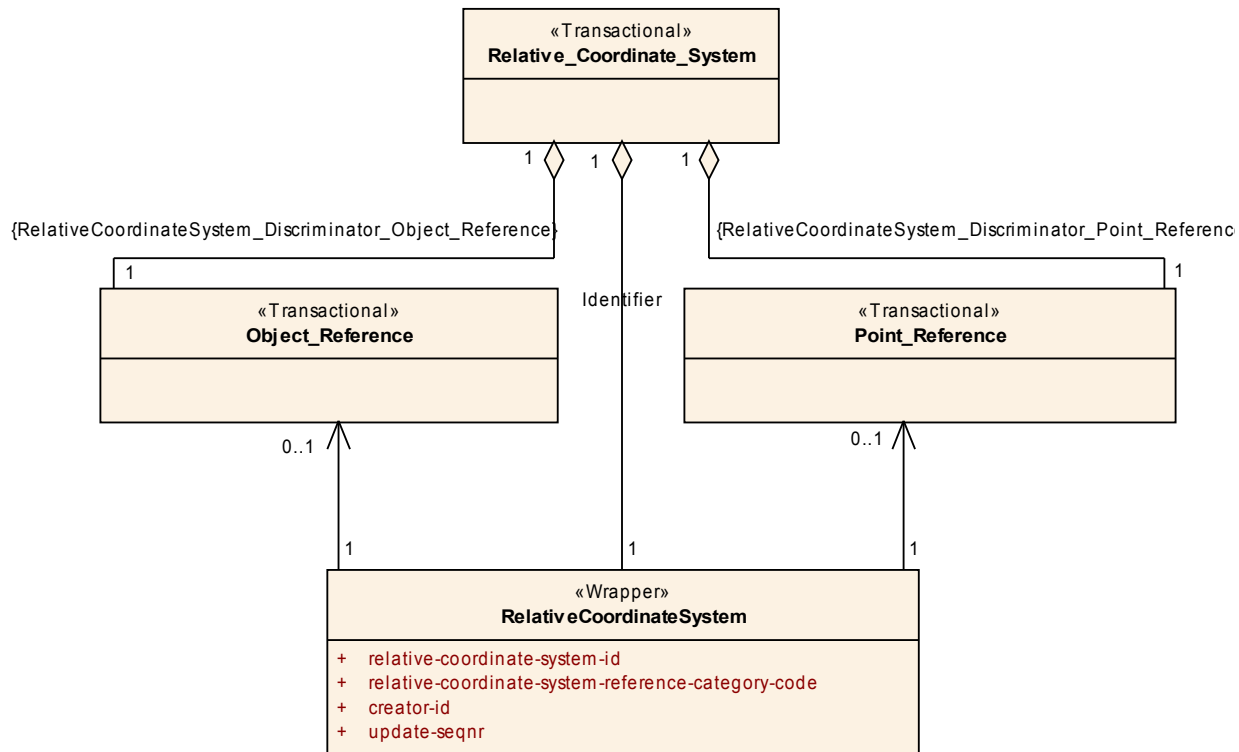 «Transactional»
Relative_Coordinate_System
1
1
1
{RelativeCoordinateSystem_Discriminator_Object_Reference}
{RelativeCoordinateSystem_Discriminator_Point_Reference
1
1
Identifier
«Transactional»
Object_Reference
«Transactional»
Point_Reference
0..1
0..1
1
1
1
«Wrapper»
RelativeCoordinateSystem
+ relative-coordinate-system-id
+ relative-coordinate-system-reference-category-code
+ creator-id
+ update-seqnr